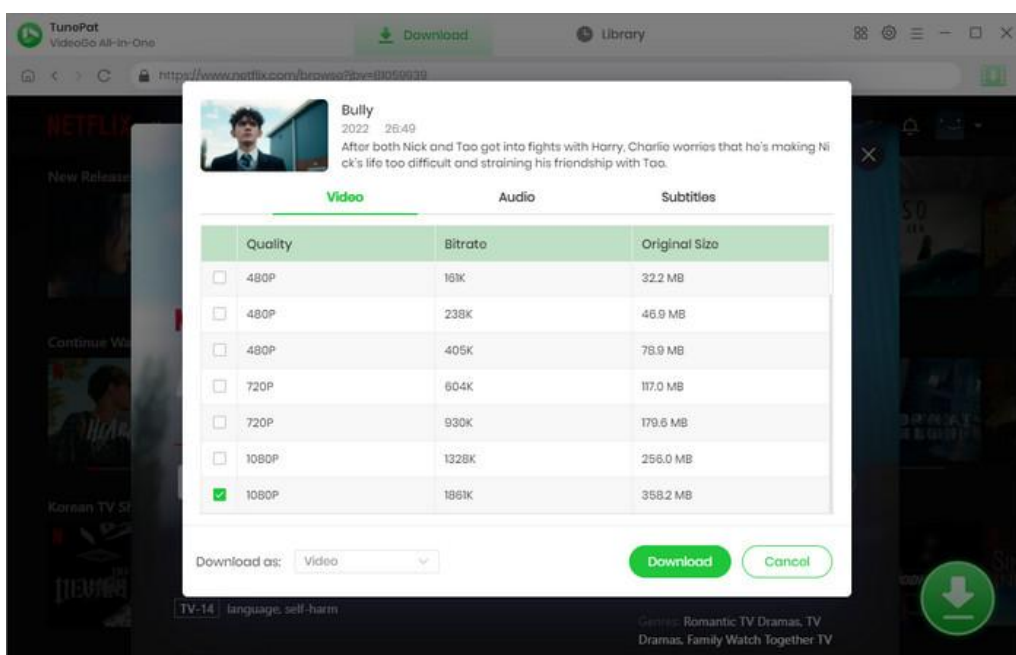 TunePat
VideoGo All-In-One
Download
Library
https://www.netflix.com/browse?jbv=81059939
NETFLIX
New Release
Bully
2022 26:49
After both Nick and Tao got into fights with Harry, Charlie worries that he's making Ni
ck's life too difficult and straining his friendship with Tao.
Video Audio Subtitles
Quality Bitrate Original Size
480P 161K 32.2 MB
480P 238K 46.9 MB
480P 405K 78.9 MB
720P 604K 117.0 MB
720P 930K 179.6 MB
1080P 1328K 256.0 MB
1080P 1861K 358.2 MB
Continue Wa
Korean TV Sh
Download as: Video
Download
Cancel
TV-14 language, self-harm
Genres: Romantic TV Dramas, TV
Dramas, Family Watch Together TV